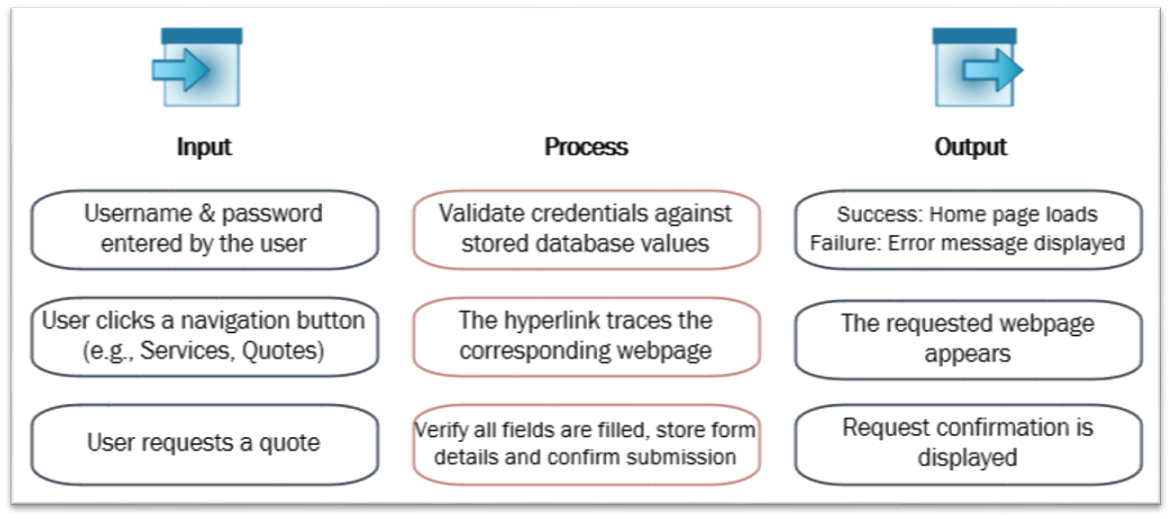 Input
Process
Output
Username & password
entered by the user
Validate credentials against
stored database values
Success: Home page loads
Failure: Error message displayed
User clicks a navigation button
(e.g., Services, Quotes)
The hyperlink traces the
corresponding webpage
The requested webpage
appears
User requests a quote
Verify all fields are filled, store form
details and confirm submission
Request confirmation is
displayed